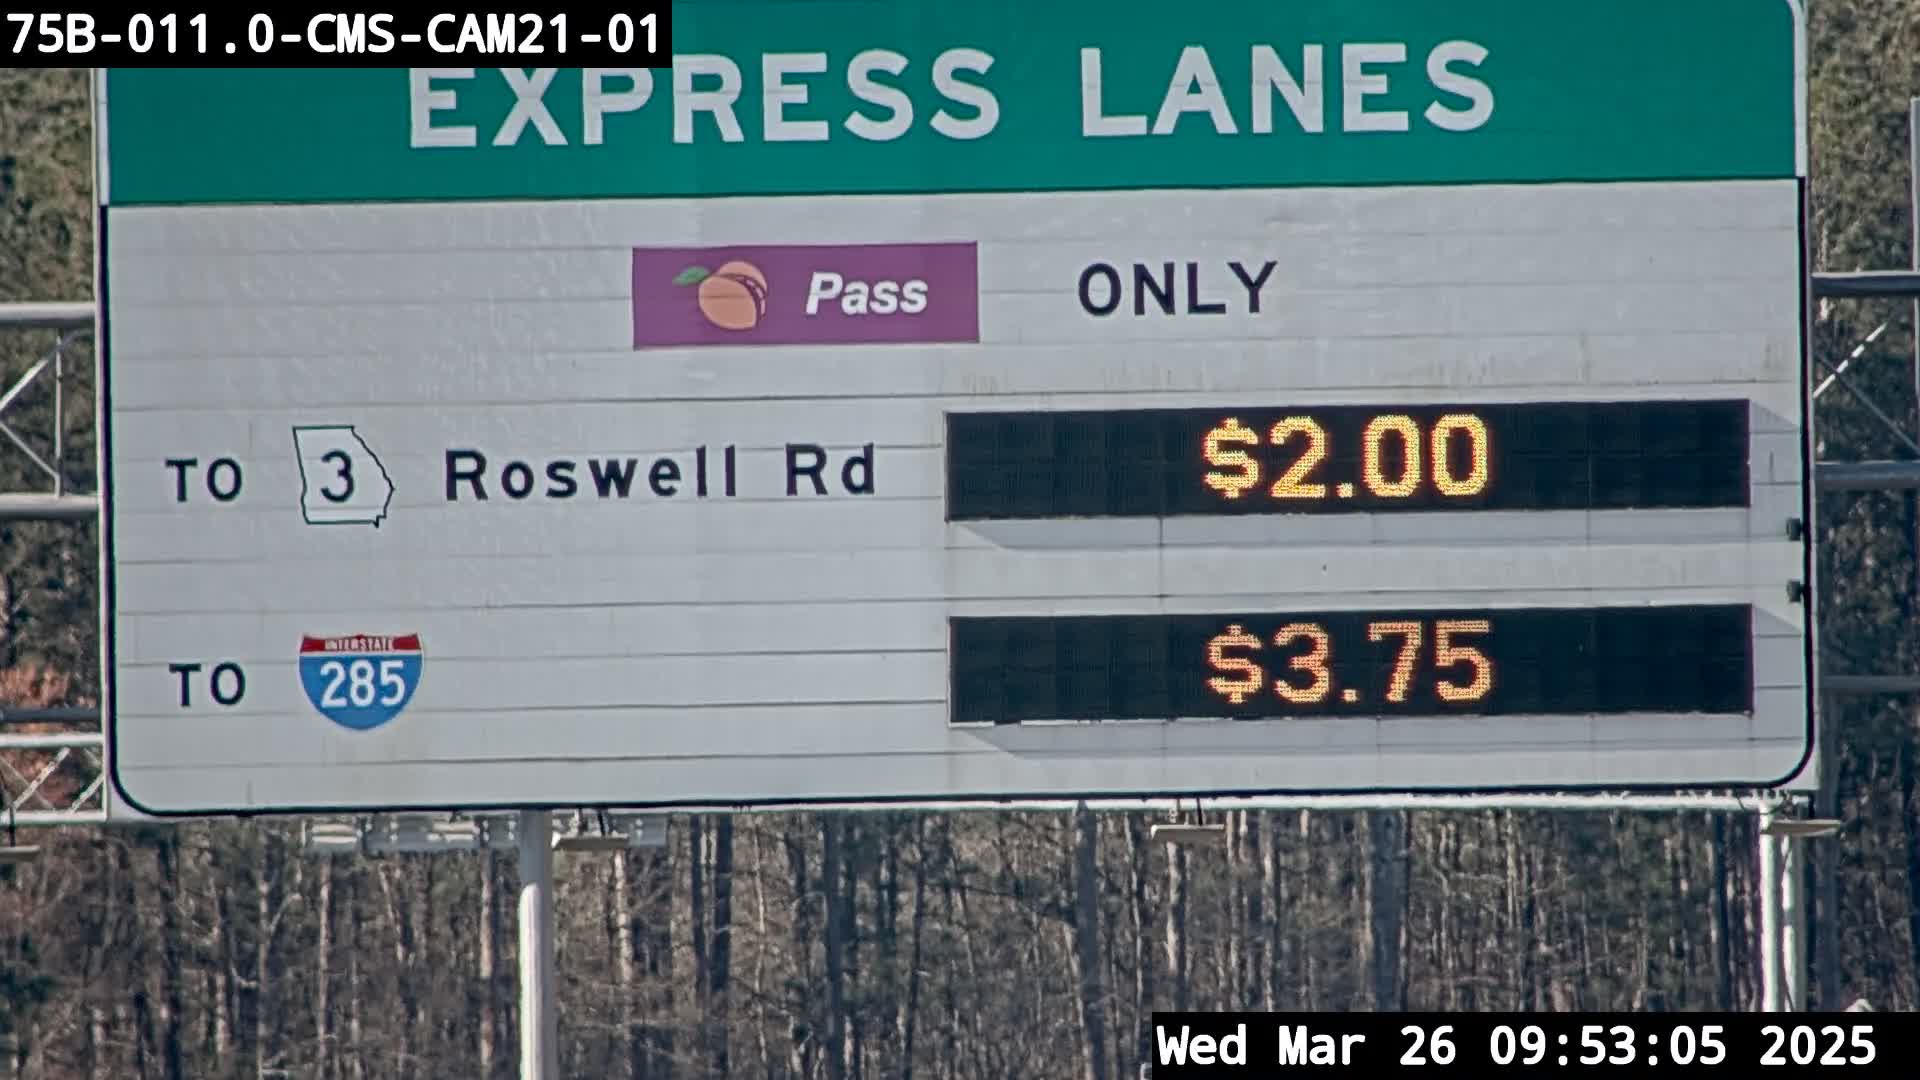 75B-011.0-CMS-CAM21-01
EXPRESS LANES
Pass ONLY
TO 3 Roswell Rd $2.00
INTERSTATE
TO 285 $3.75
Wed Mar 26 09:53:05 2025